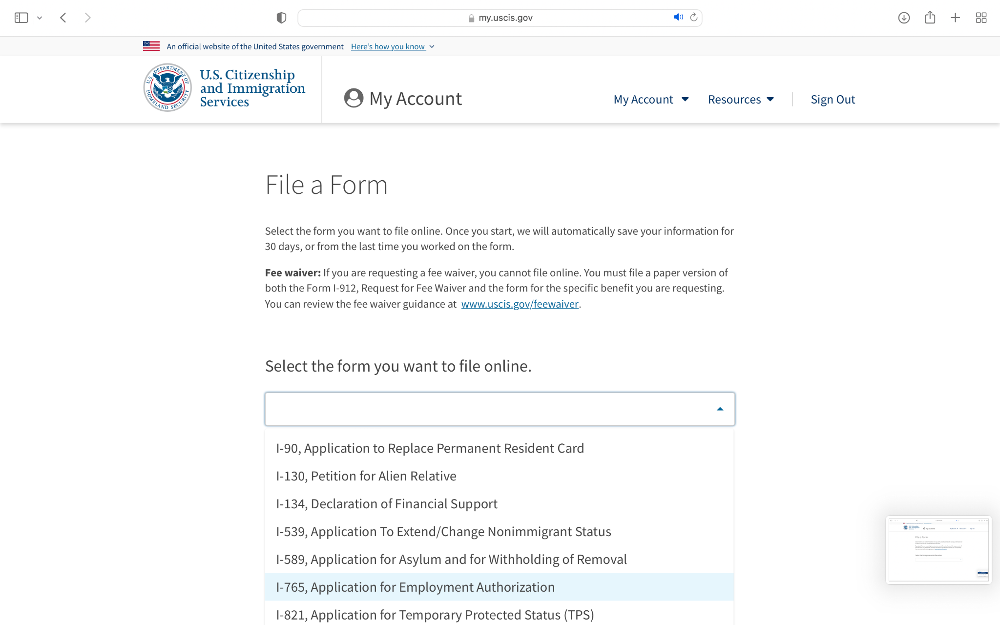 my.uscis.gov
An official website of the United States government Here's how you know
U.S. DEPARTMENT OF HOMELAND SECURITY
U.S. Citizenship
and Immigration
Services
My Account
My Account Resources Sign Out
File a Form
Select the form you want to file online. Once you start, we will automatically save your information for
30 days, or from the last time you worked on the form.
Fee waiver: If you are requesting a fee waiver, you cannot file online. You must file a paper version of
both the Form I-912, Request for Fee Waiver and the form for the specific benefit you are requesting.
You can review the fee waiver guidance at www.uscis.gov/feewaiver.
Select the form you want to file online.
I-90, Application to Replace Permanent Resident Card
I-130, Petition for Alien Relative
I-134, Declaration of Financial Support
I-539, Application To Extend/Change Nonimmigrant Status
I-589, Application for Asylum and for Withholding of Removal
I-765, Application for Employment Authorization
I-821, Application for Temporary Protected Status (TPS)
My Account
File a Form